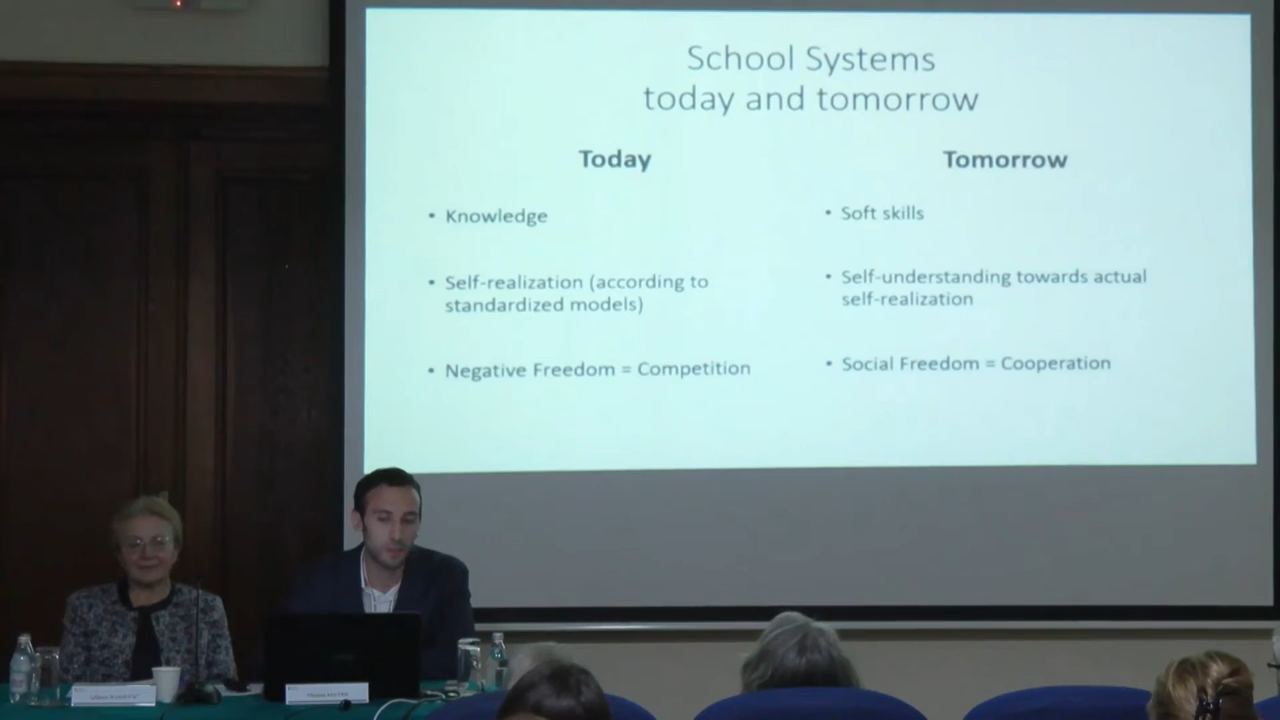 School Systems
today and tomorrow
Today
• Knowledge
• Self-realization (according to
standardized models)
• Negative Freedom = Competition
Tomorrow
• Soft skills
• Self-understanding towards actual
self-realization
• Social Freedom = Cooperation